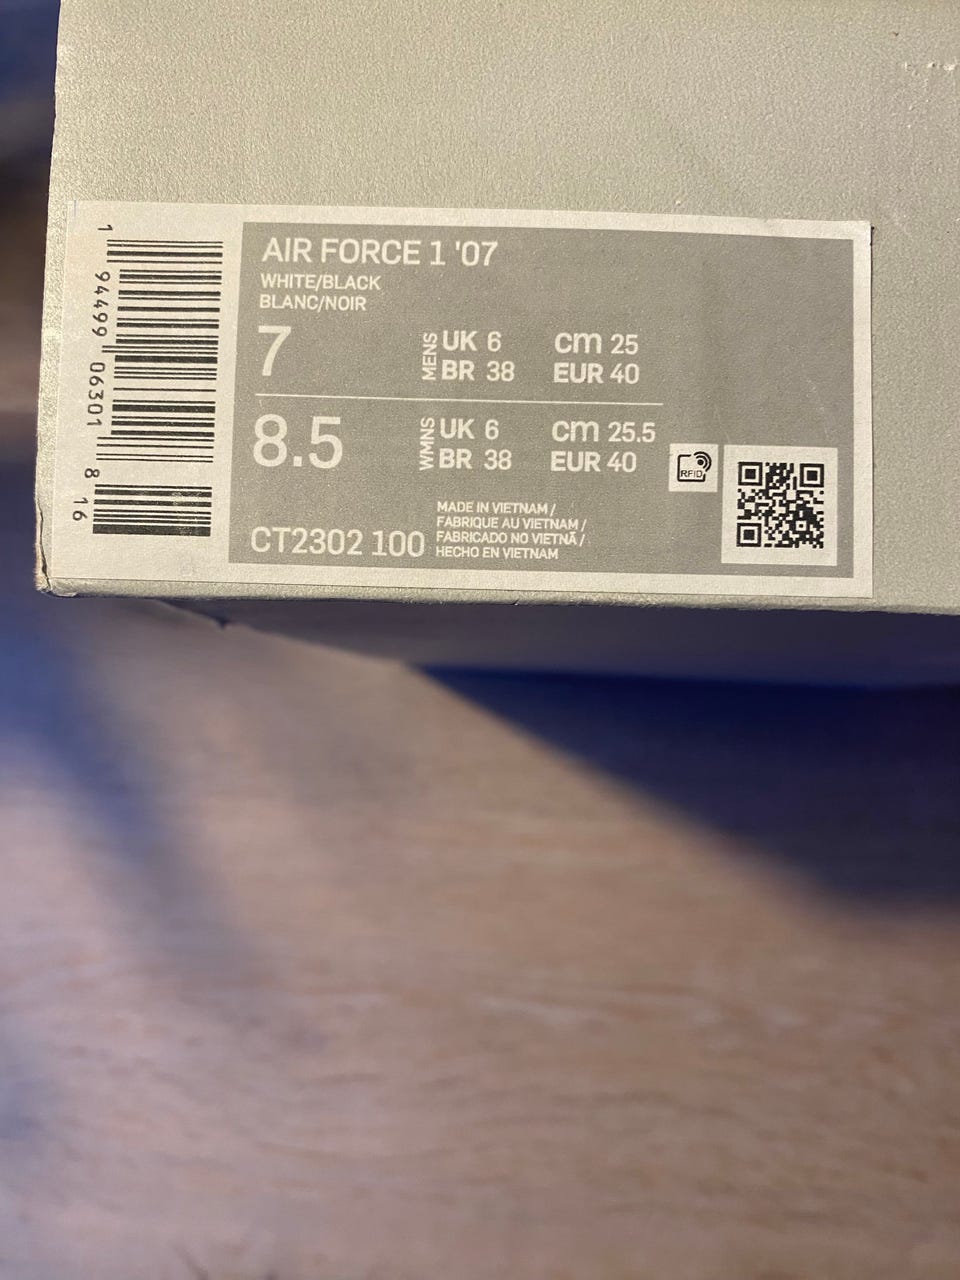 AIR FORCE 1 '07
WHITE/BLACK
BLANC/NOIR
7
MENS
UK 6 cm 25
BR 38 EUR 40
8.5
WMNS
UK 6 cm 25.5
BR 38 EUR 40
RFID
CT2302 100
MADE IN VIETNAM /
FABRIQUE AU VIETNAM /
FABRICADO NO VIETNÃ /
HECHO EN VIETNAM
1 94499 06301 8 16